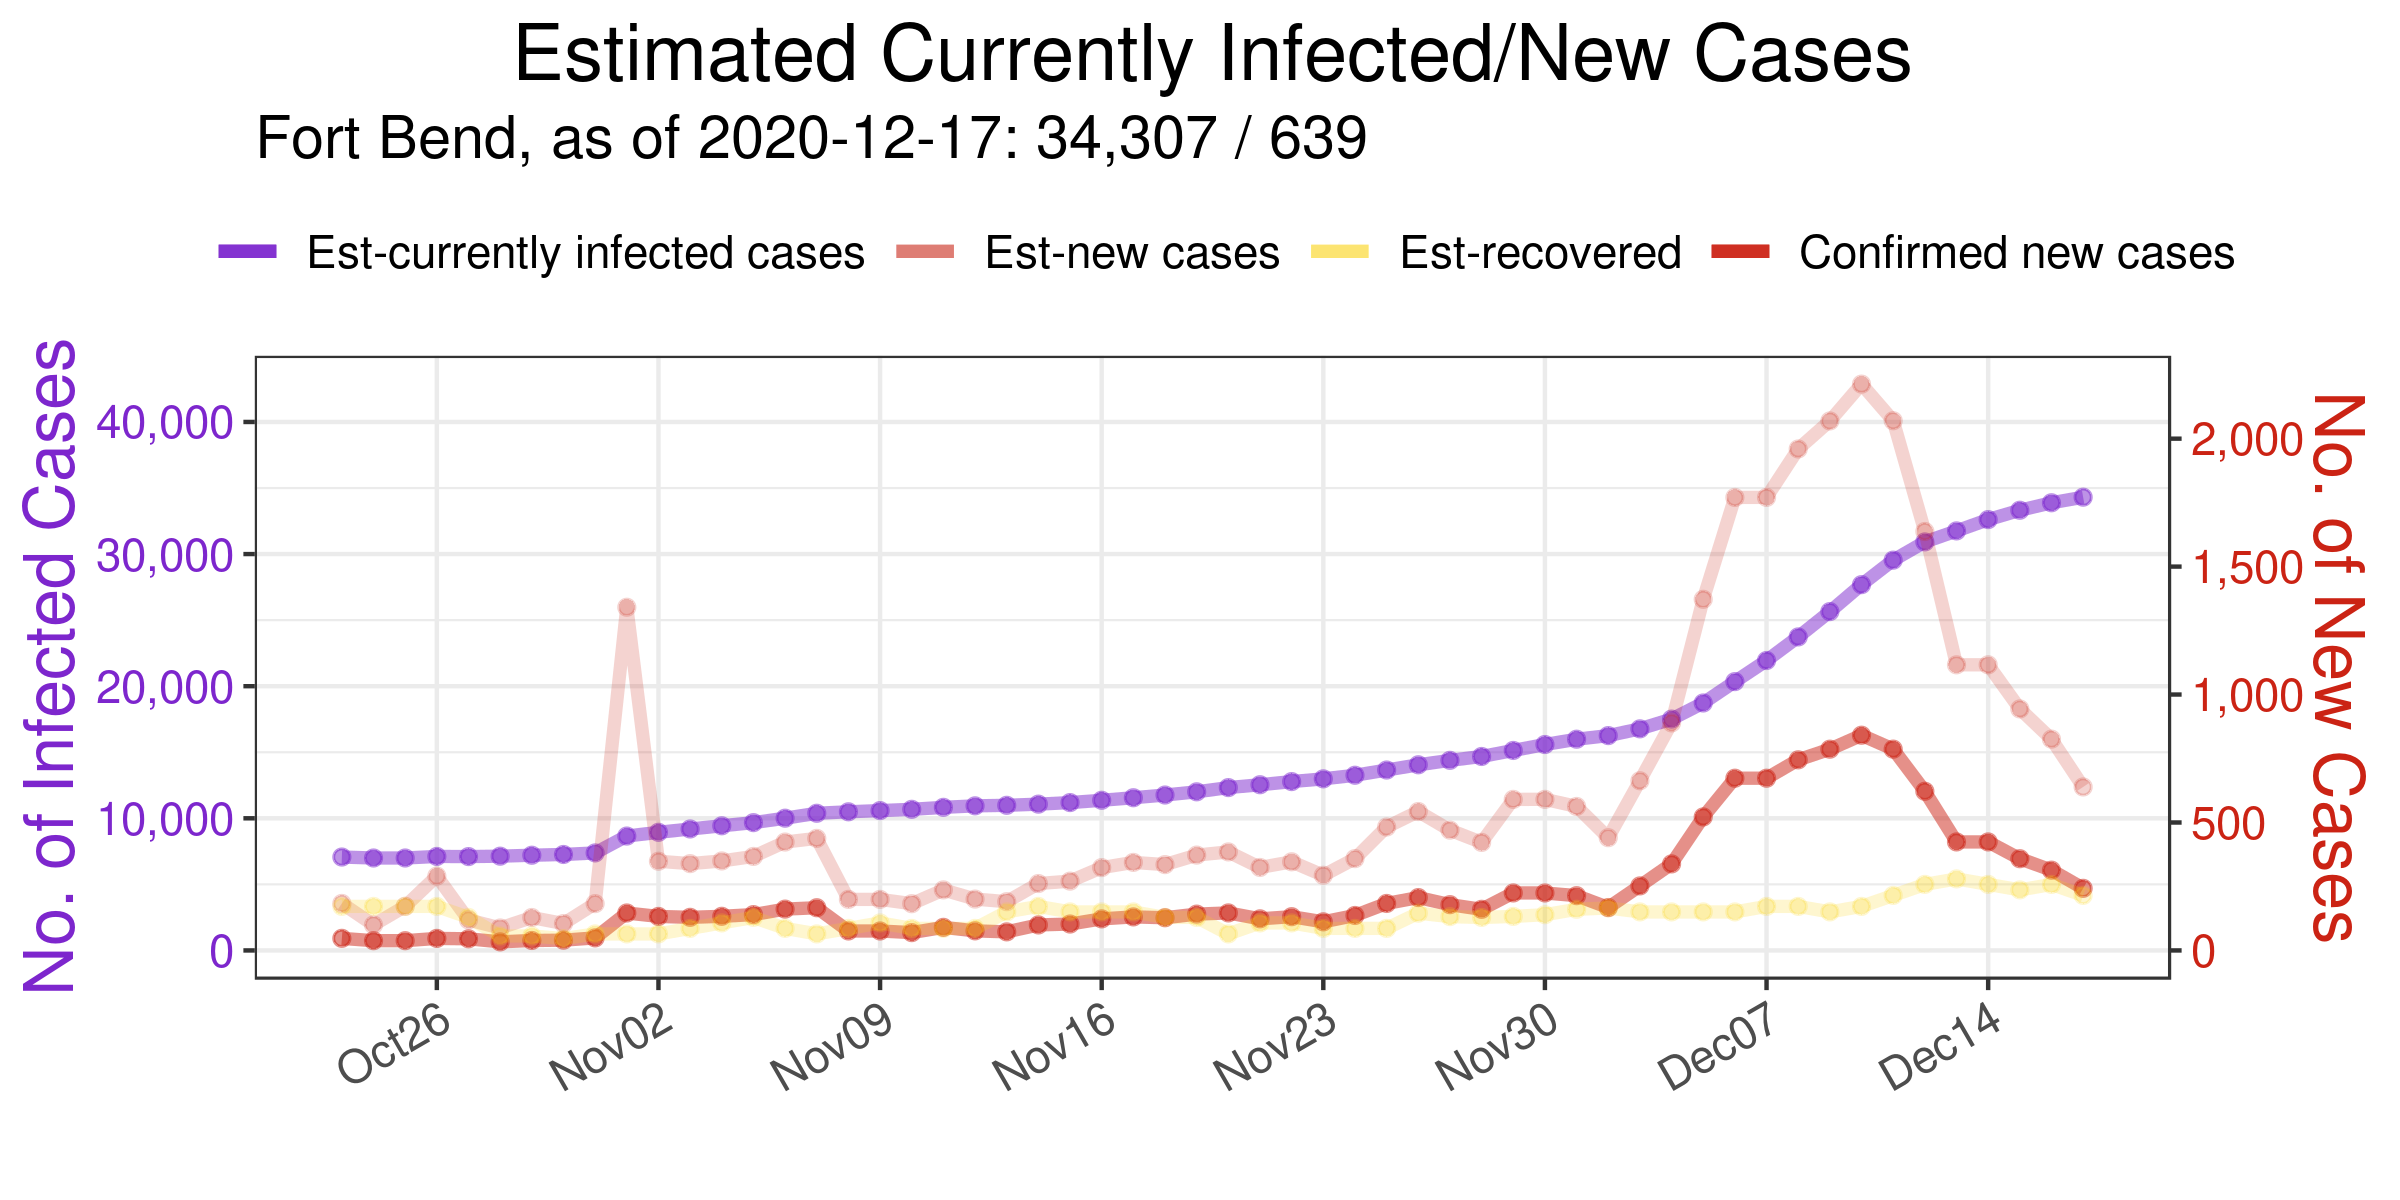 Estimated Currently Infected/New Cases
Fort Bend, as of 2020-12-17: 34,307 / 639
Est-currently infected cases Est-new cases Est-recovered Confirmed new cases
No. of Infected Cases
40,000
30,000
20,000
10,000
0
2,000
1,500
1,000
500
0
No. of New Cases
Oct26 Nov02 Nov09 Nov16 Nov23 Nov30 Dec07 Dec14